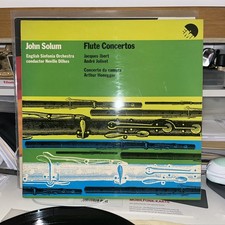 John Solum
Flute Concertos
English Sinfonia Orchestra
conductor Neville Dilkes
Jacques Ibert
André Jolivet
Concerto da camera
Arthur Honegger